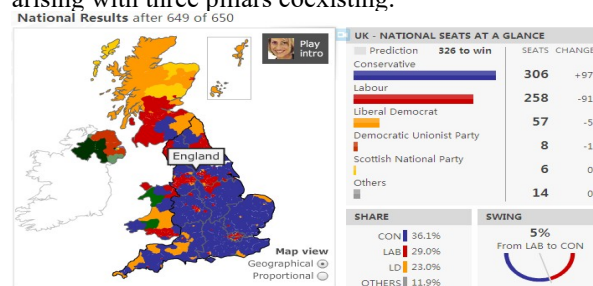 arising with three pillars coexisting.
National Results after 649 of 650
Play
intro
England
Map view
Geographical
Proportional
UK - NATIONAL SEATS AT A GLANCE
Prediction 326 to win SEATS CHANGE
Conservative
306 +97
Labour
258 -91
Liberal Democrat
57 -5
Democratic Unionist Party
8 -1
Scottish National Party
6 0
Others
14 0
SHARE
CON 36.1%
LAB 29.0%
LD 23.0%
OTHERS 11.9%
SWING
5%
From LAB to CON